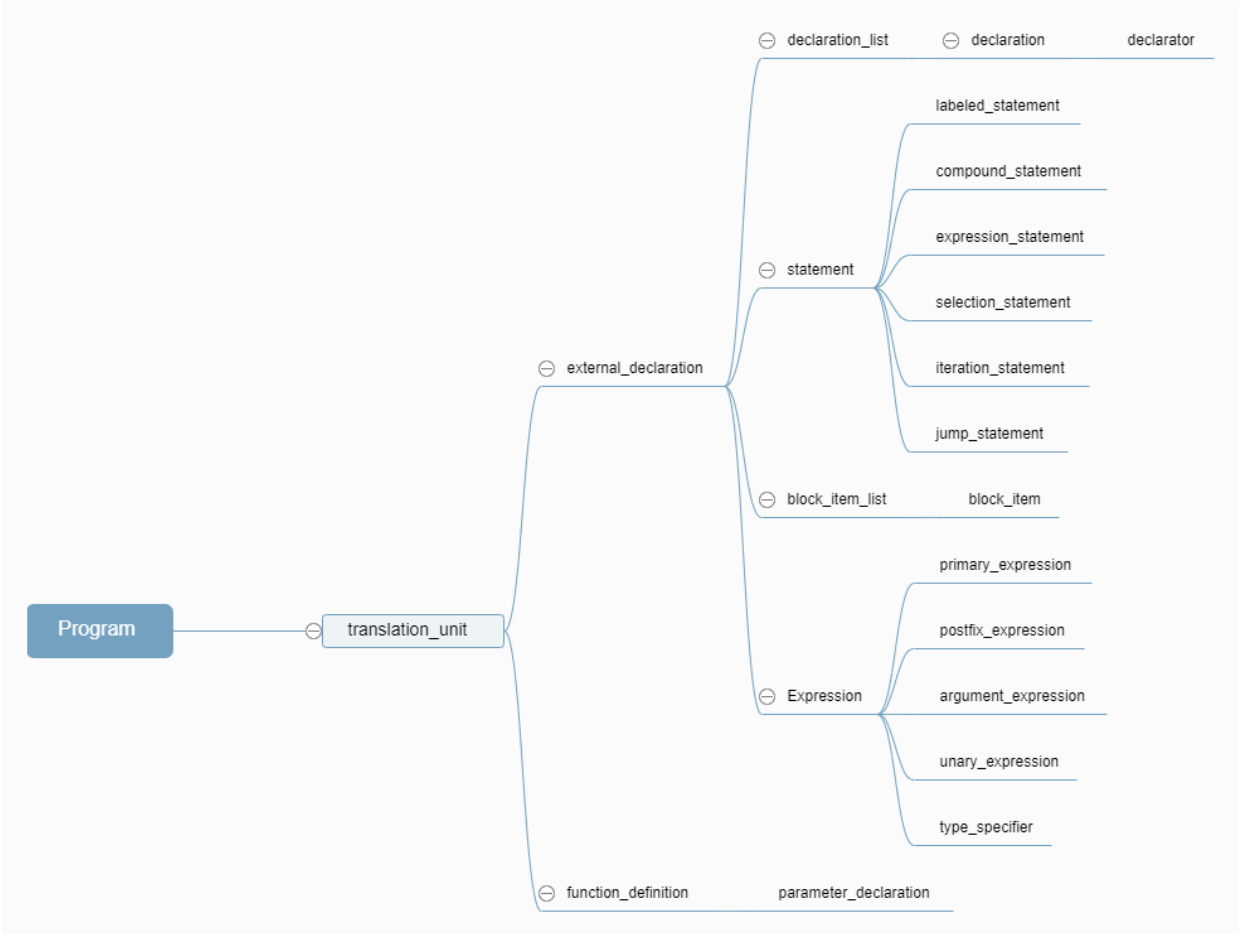 declaration_list declaration declarator
labeled_statement
compound_statement
expression_statement
statement
selection_statement
external_declaration
iteration_statement
jump_statement
block_item_list block_item
primary_expression
Program
translation_unit
postfix_expression
Expression
argument_expression
unary_expression
type_specifier
function_definition parameter_declaration